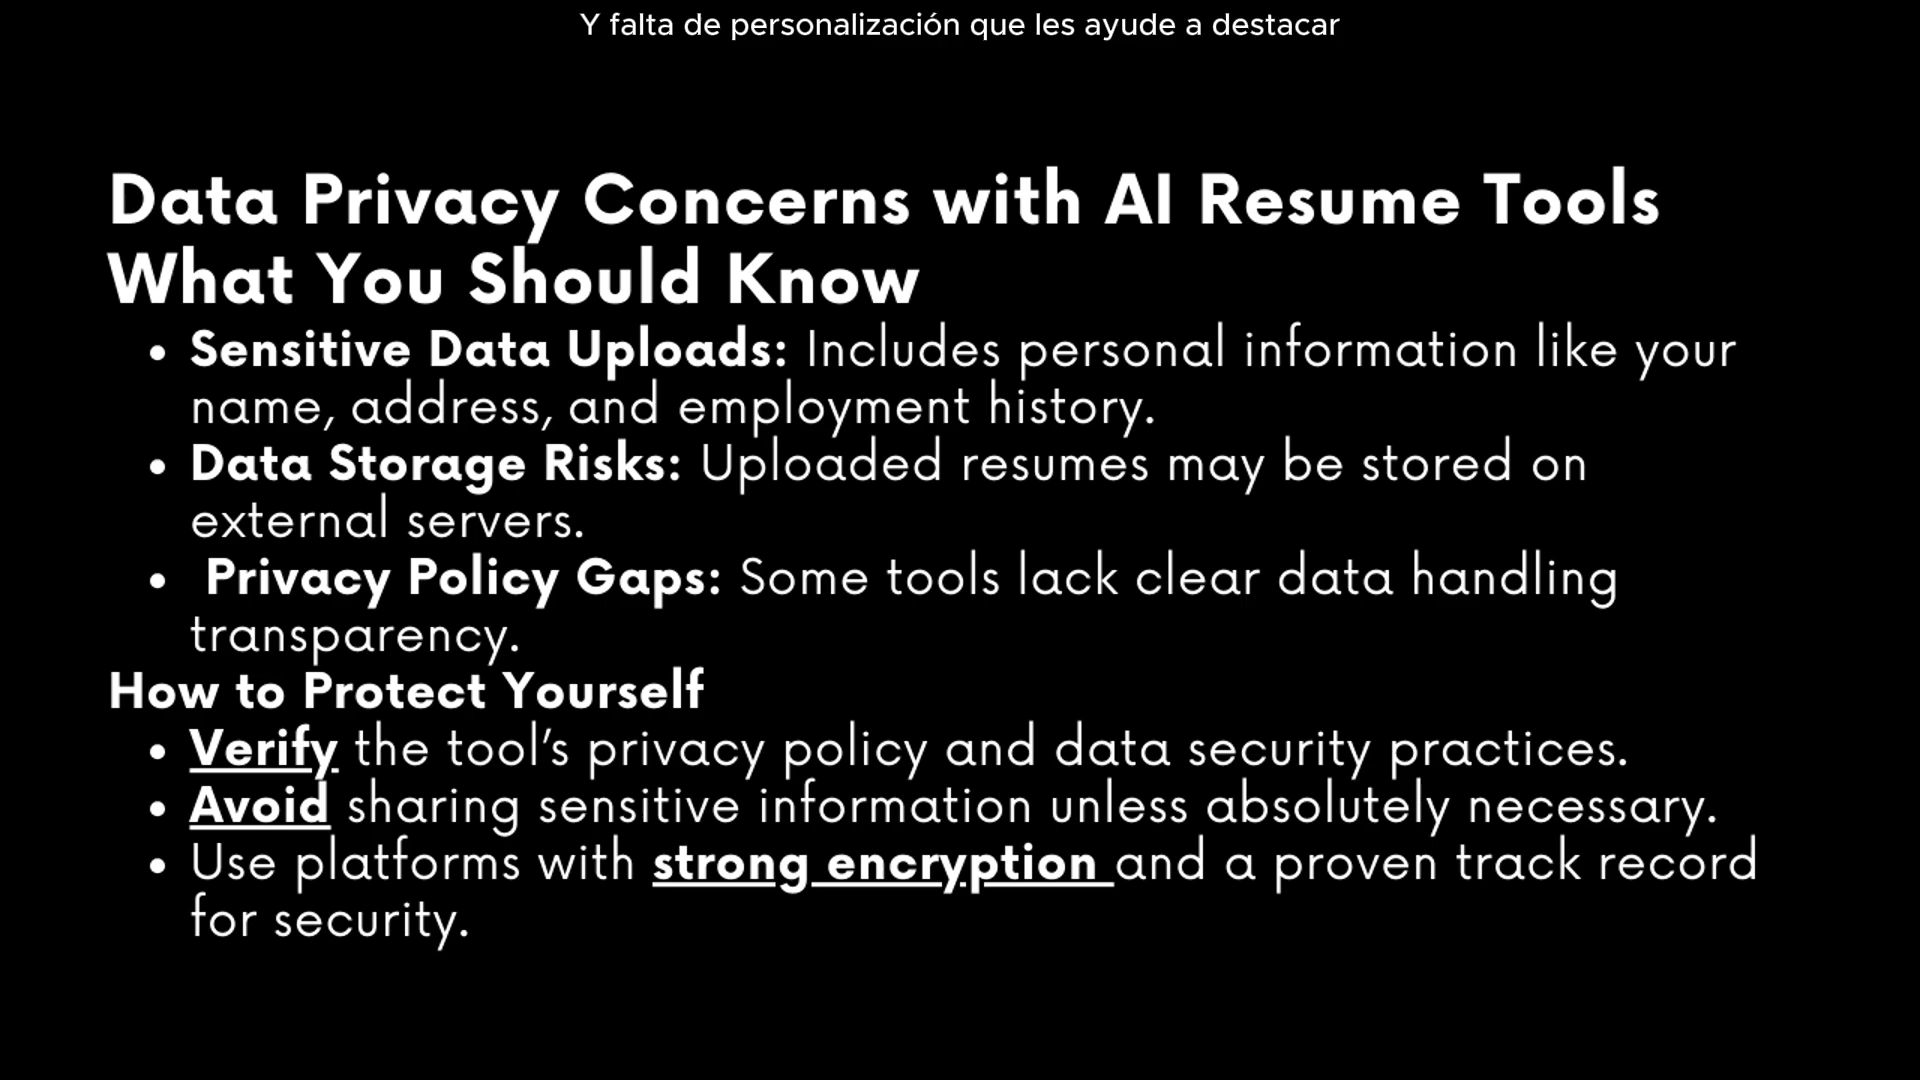 Y falta de personalización que les ayude a destacar
Data Privacy Concerns with AI Resume Tools
What You Should Know
• Sensitive Data Uploads: Includes personal information like your
name, address, and employment history.
• Data Storage Risks: Uploaded resumes may be stored on
external servers.
• Privacy Policy Gaps: Some tools lack clear data handling
transparency.
How to Protect Yourself
• Verify the tool’s privacy policy and data security practices.
• Avoid sharing sensitive information unless absolutely necessary.
• Use platforms with strong encryption and a proven track record
for security.